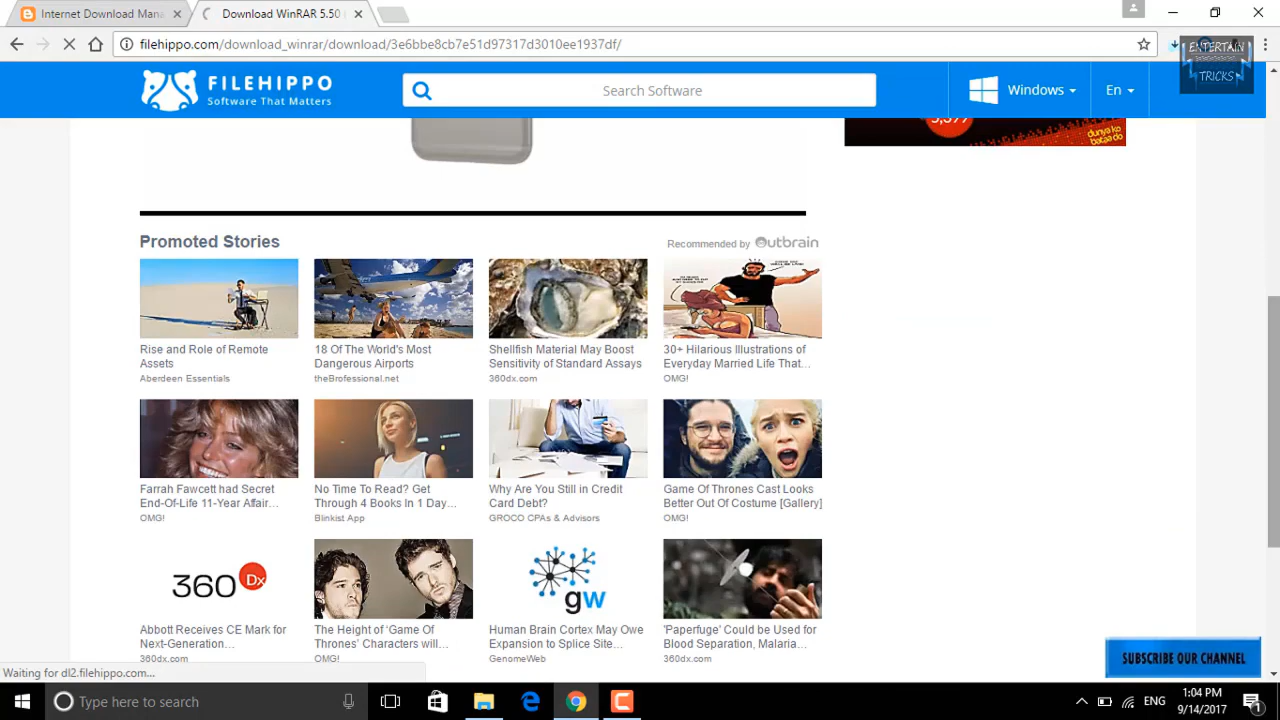 Internet Download Mana
Download WinRAR 5.50
filehippo.com/download_winrar/download/3e6bbe8cb7e51d97317d3010ee1937df/
ENTERTAIN
TRICKS
FILEHIPPO
Software That Matters
Search Software
Windows
En
dunya ko
batado
Promoted Stories
Recommended by Outbrain
Rise and Role of Remote
Assets
Aberdeen Essentials
18 Of The World's Most
Dangerous Airports
theBrofessional.net
Shellfish Material May Boost
Sensitivity of Standard Assays
360dx.com
30+ Hilarious Illustrations of
Everyday Married Life That...
OMG!
Farrah Fawcett had Secret
End-Of-Life 11-Year Affair...
OMG!
No Time To Read? Get
Through 4 Books In 1 Day...
Blinkist App
Why Are You Still in Credit
Card Debt?
GROCO CPAs & Advisors
Game Of Thrones Cast Looks
Better Out Of Costume [Gallery]
OMG!
360 Dx
Abbott Receives CE Mark for
Next-Generation...
360dx.com
The Height of 'Game Of
Thrones' Characters will...
OMG!
gw
Human Brain Cortex May Owe
Expansion to Splice Site...
GenomeWeb
'Paperfuge' Could be Used for
Blood Separation, Malaria...
360dx.com
SUBSCRIBE OUR CHANNEL
Waiting for dl2.filehippo.com...
Type here to search
ENG
1:04 PM
9/14/2017
1